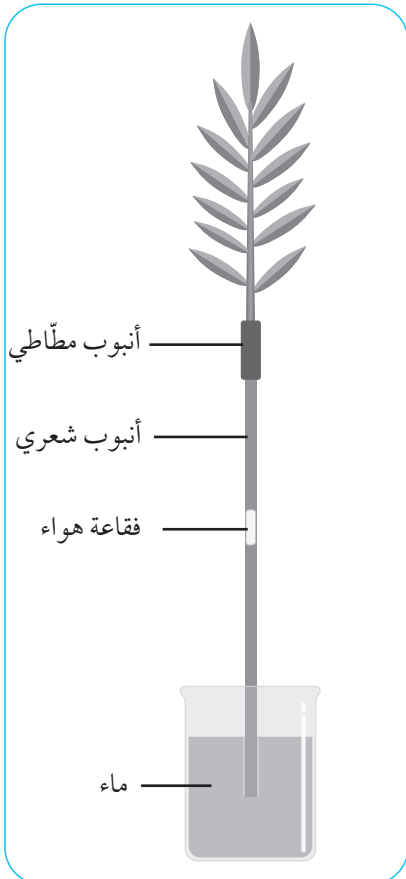 أنبوب مطّاطي
أنبوب شعري
فقاعة هواء
ماء